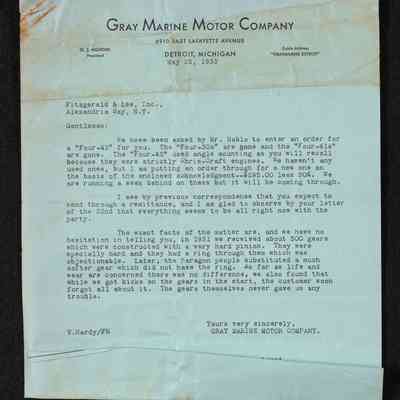 GRAY MARINE MOTOR COMPANY
6910 EAST LAFAYETTE AVENUE
DETROIT, MICHIGAN
President
Cable Address
"GRAYMARINE DETROIT"
May 25, 1933
Fitzgerald & Lee, Inc.,
Alexandria Bay, N.Y.
Gentlemen:
We have been asked by Mr. Noble to enter an order
for a "Four-42" for you. The "Four-30s" are gone and the "Four-41s"
are gone. The "Four-40" used angle mounting as you will recall
because they were strictly Chris-Craft engines. We haven't any
used ones, but I am putting an order through for a new one on
the basis of the enclosed acknowledgment. less 20%. We
are running a week behind on these but it will be coming through.
I see by previous correspondence that you expect to
send through a remittance, and I am glad to observe by your letter
of the 22nd that everything seems to be all right now with the
party.
The exact facts of the matter are, and we have no
hesitation in telling you, in 1931 we received about 500 gears
which were constructed with a very hard pinion. They were
especially hard and they had a ring through them which was
objectionable. Later, the Paragon people substituted a much
softer gear which did not have the ring. As far as life and
wear are concerned there was no difference, we also found that
while we got kicks on the gears in the start, the customer soon
forgot all about it. The gears themselves never gave us any
trouble.
Yours very sincerely,
V.Hardy/FN GRAY MARINE MOTOR COMPANY.